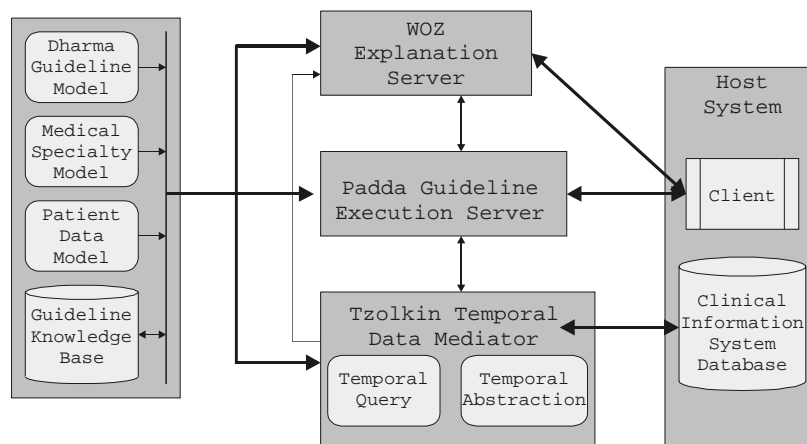 Dharma
Guideline
Model
Medical
Specialty
Model
Patient
Data
Model
Guideline
Knowledge
Base
WOZ
Explanation
Server
Padda Guideline
Execution Server
Tzolkin Temporal
Data Mediator
Temporal
Query
Temporal
Abstraction
Host
System
Client
Clinical
Information
System
Database